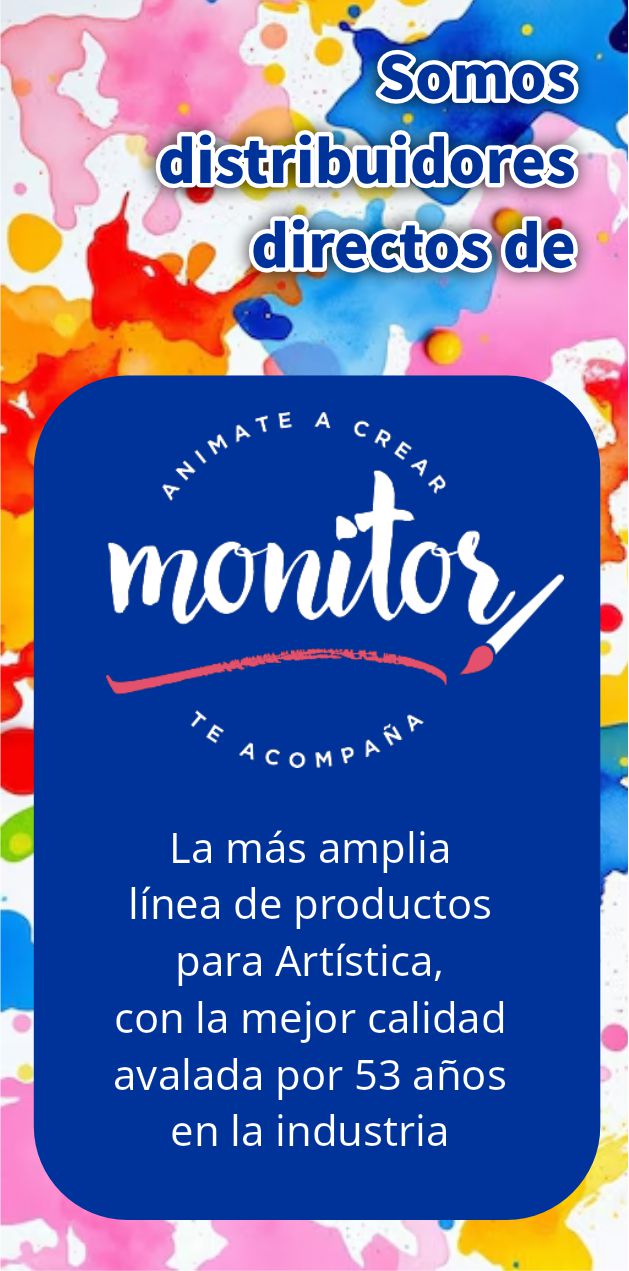 Somos
distribuidores
directos de
ANIMATE A CREAR
monitor
TE ACOMPAÑA
La más amplia
línea de productos
para Artística,
con la mejor calidad
avalada por 53 años
en la industria